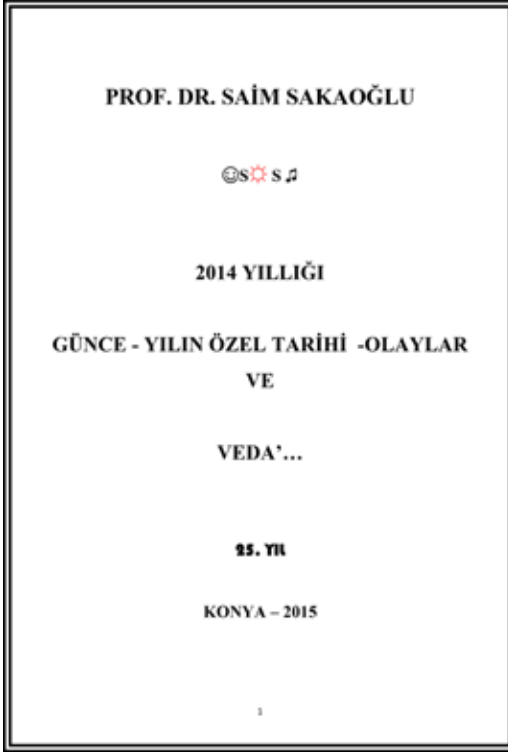 PROF. DR. SAİM SAKAOĞLU
☺S☼ S ♫
2014 YILLIĞI
GÜNCE - YILIN ÖZEL TARİHİ -OLAYLAR
VE
VEDA’…
25. YIL
KONYA – 2015
1